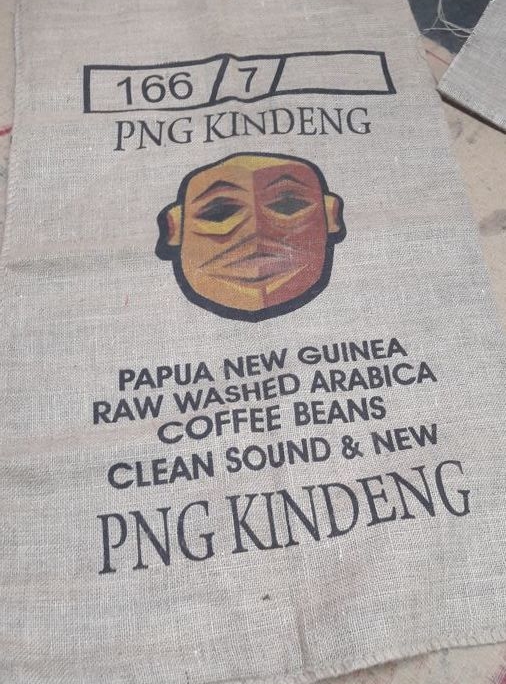 166/7/
PNG KINDENG
PAPUA NEW GUINEA
RAW WASHED ARABICA
COFFEE BEANS
CLEAN SOUND & NEW
PNG KINDENG